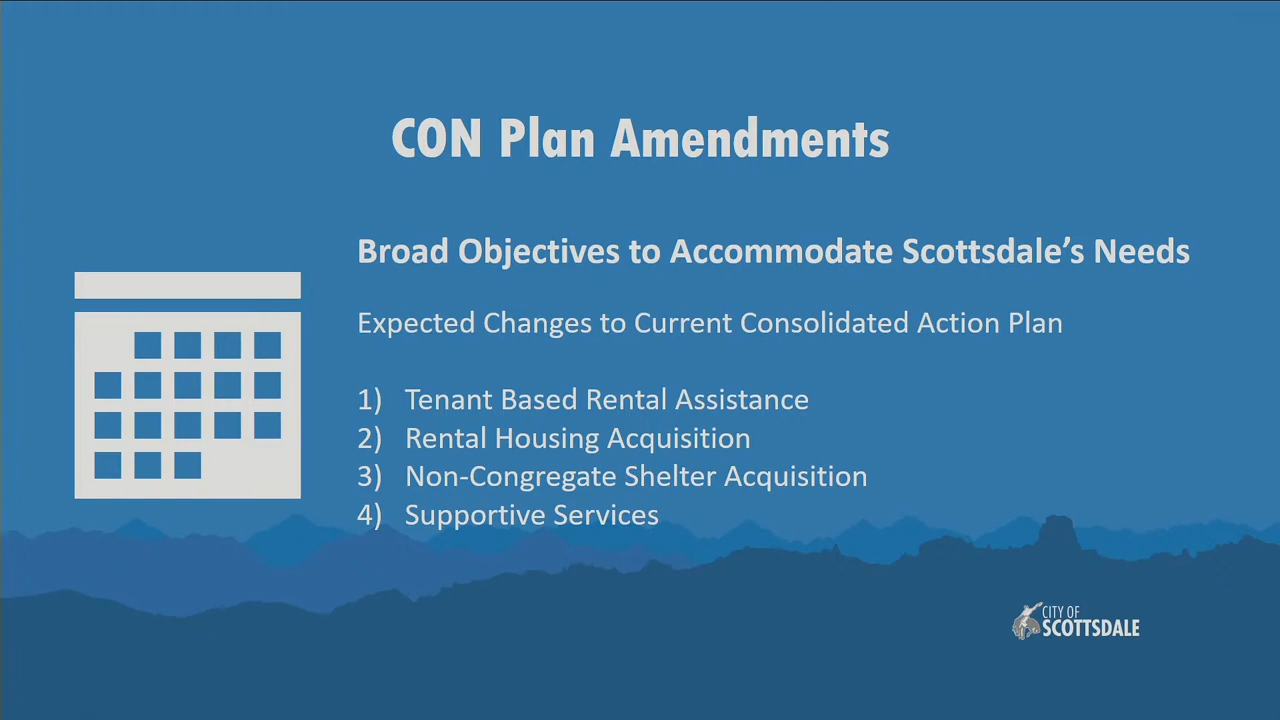 CON Plan Amendments
Broad Objectives to Accommodate Scottsdale’s Needs
Expected Changes to Current Consolidated Action Plan
1) Tenant Based Rental Assistance
2) Rental Housing Acquisition
3) Non-Congregate Shelter Acquisition
4) Supportive Services
CITY OF
SCOTTSDALE